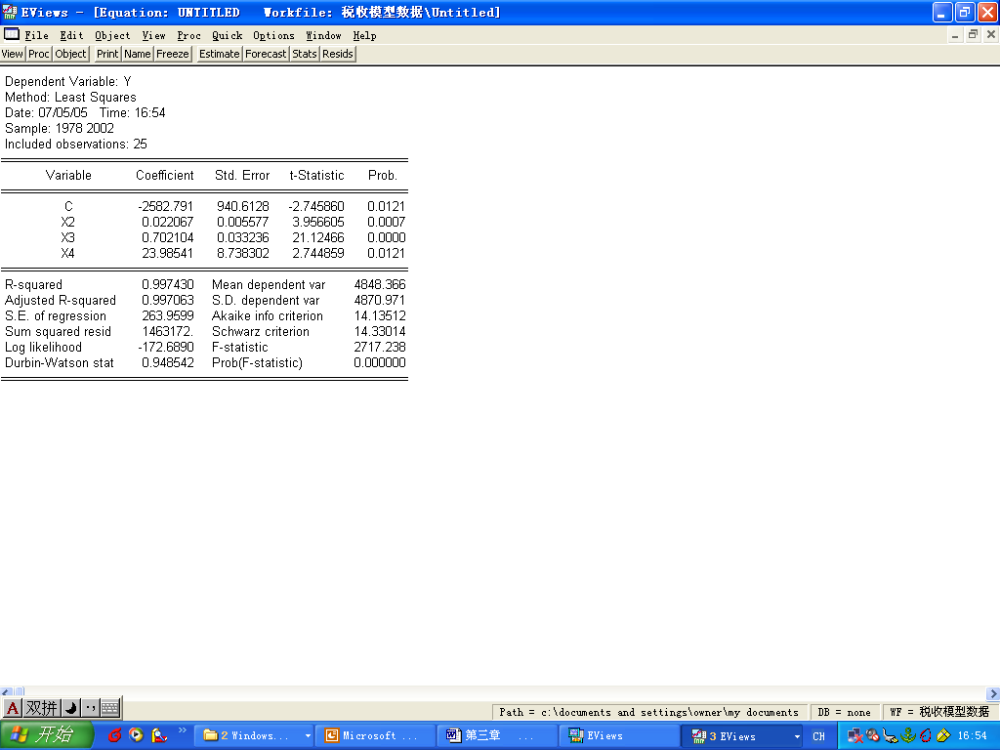 EViews - [Equation: UNTITLED   Workfile: 税收模型数据\Untitled]
File Edit Object View Proc Quick Options Window Help
View Proc Object Print Name Freeze Estimate Forecast Stats Resids
Dependent Variable: Y
Method: Least Squares
Date: 07/05/05   Time: 16:54
Sample: 1978 2002
Included observations: 25
Variable Coefficient Std. Error t-Statistic Prob.
C -2582.791 940.6128 -2.745860 0.0121
X2 0.022067 0.005577 3.956605 0.0007
X3 0.702104 0.033236 21.12466 0.0000
X4 23.98541 8.738302 2.744859 0.0121
R-squared 0.997430 Mean dependent var 4848.366
Adjusted R-squared 0.997063 S.D. dependent var 4870.971
S.E. of regression 263.9599 Akaike info criterion 14.13512
Sum squared resid 1463172. Schwarz criterion 14.33014
Log likelihood -172.6890 F-statistic 2717.238
Durbin-Watson stat 0.948542 Prob(F-statistic) 0.000000
A 双拼
Path = c:\documents and settings\owner\my documents DB = none WF = 税收模型数据
开始 2 Windows... Microsoft ... 第三章 ... EViews 3 EViews CH 16:54